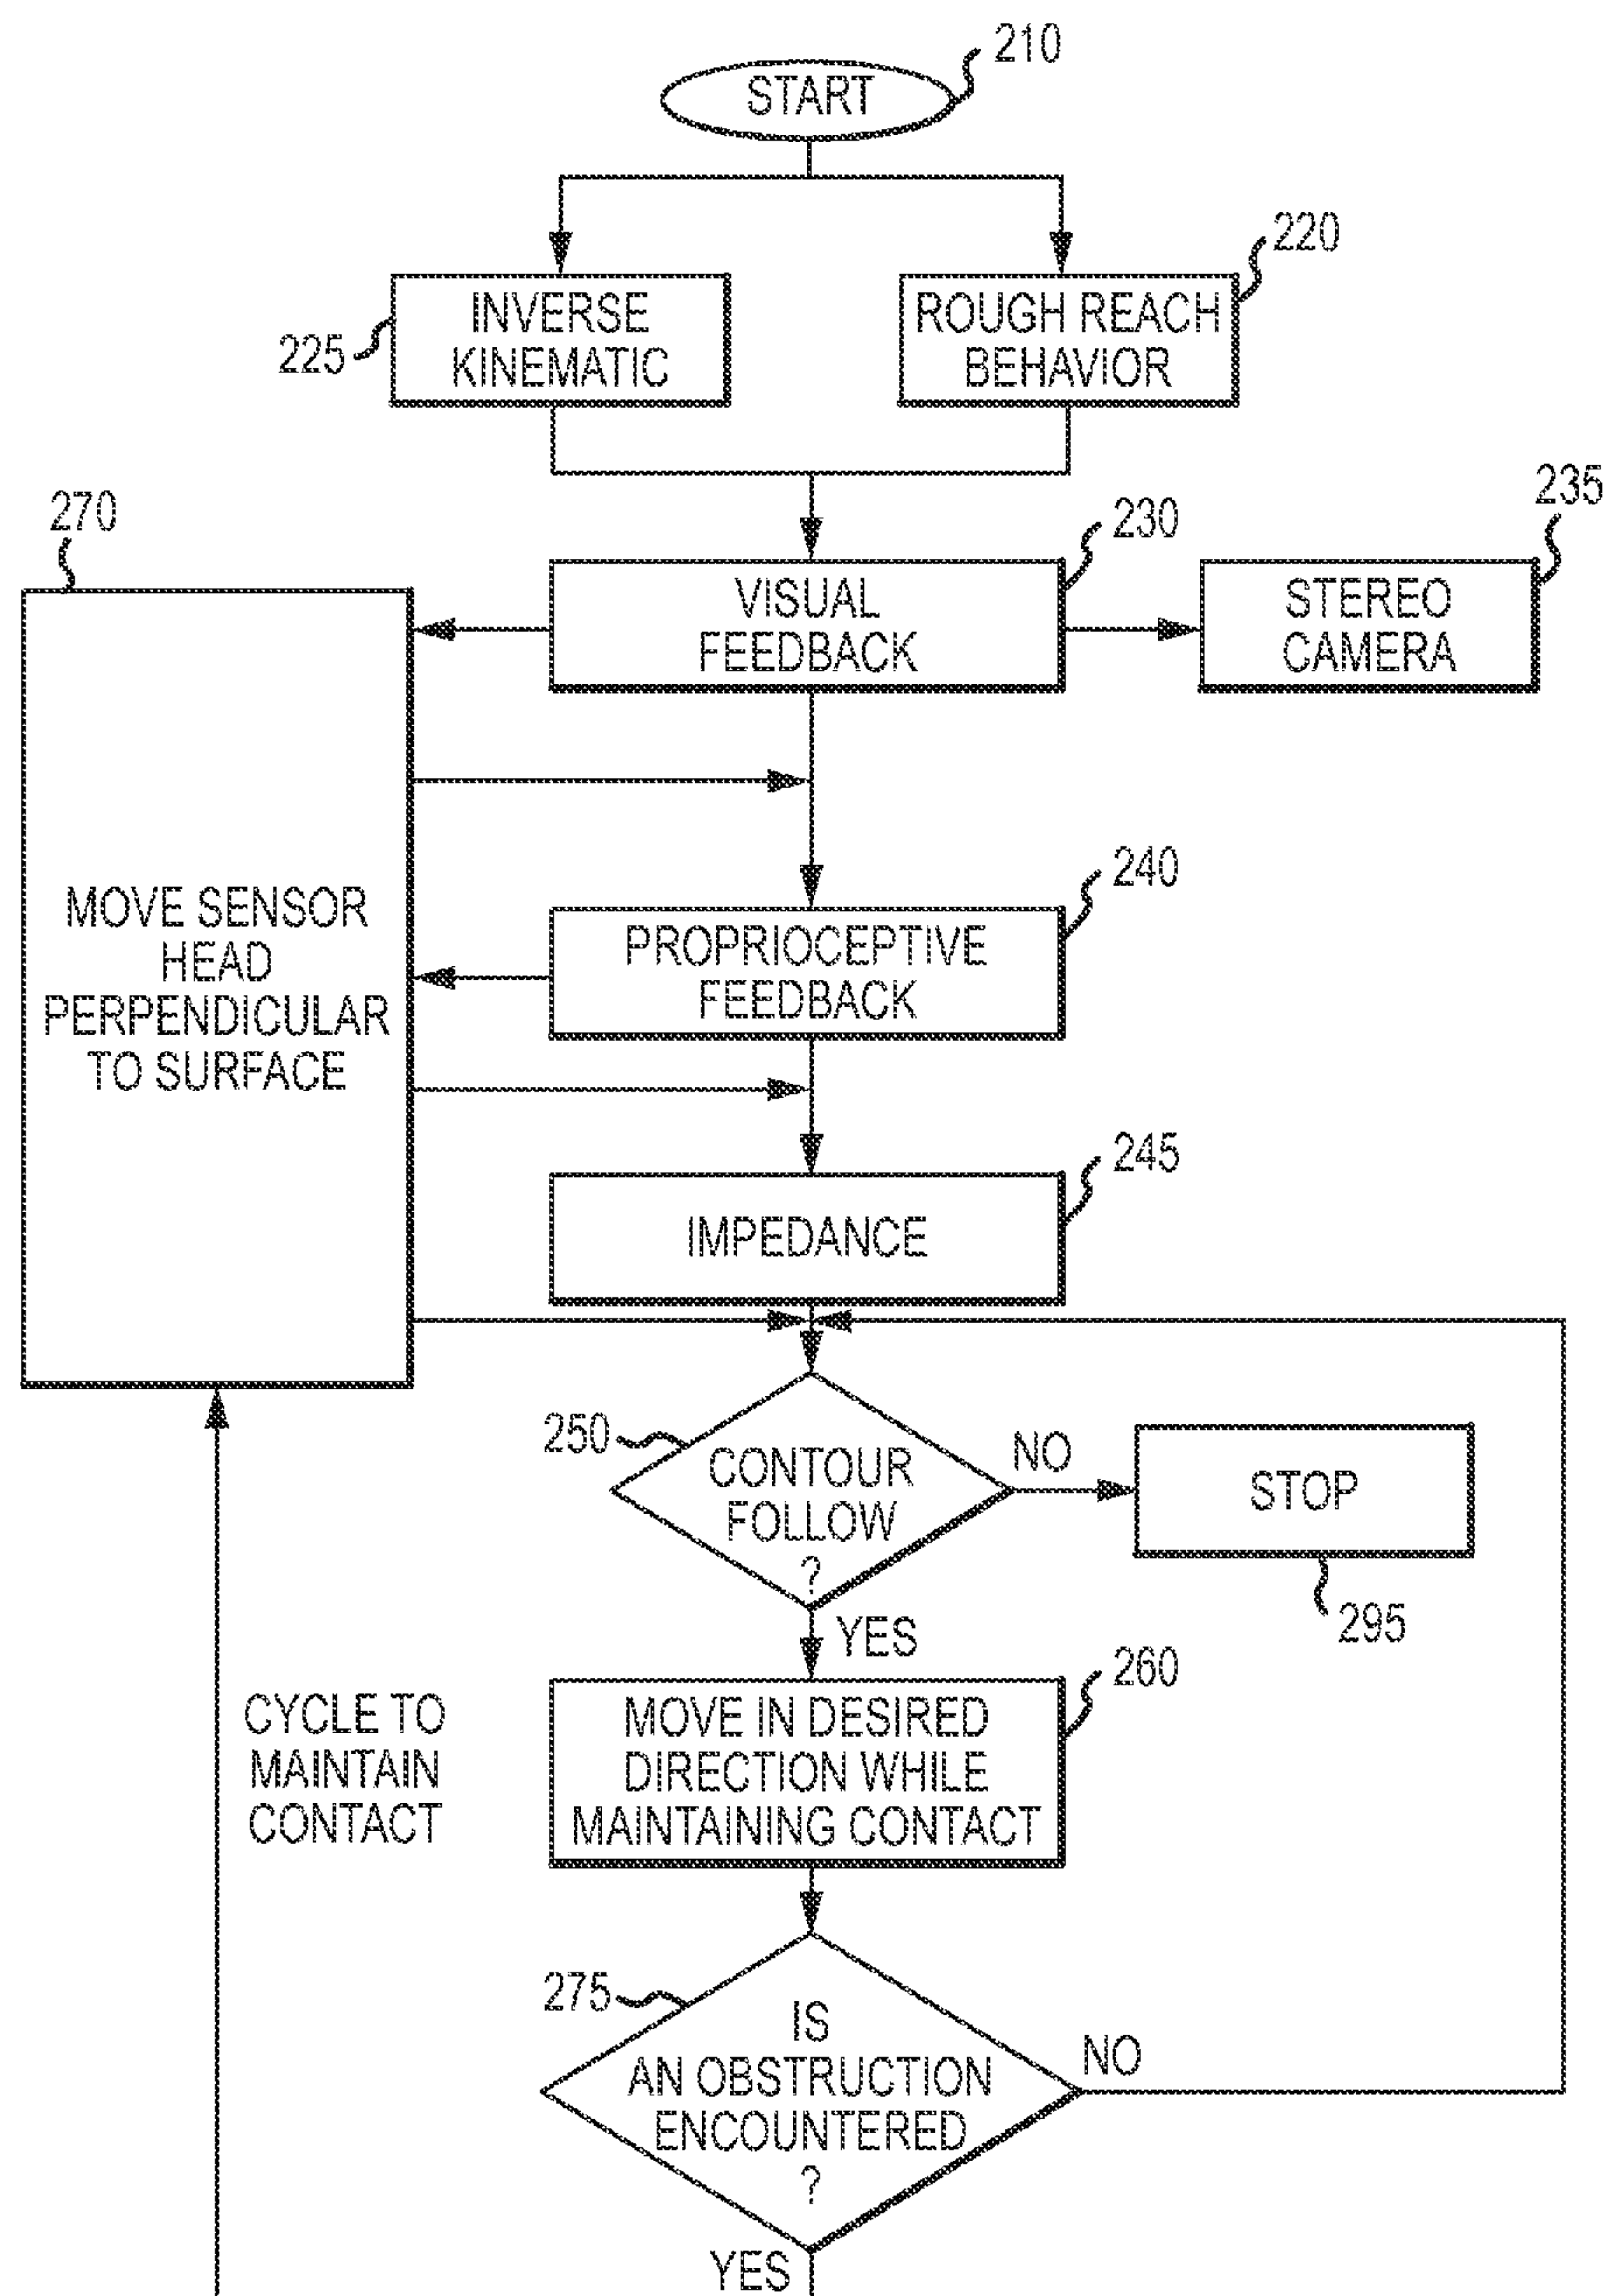 210
START
220
INVERSE
KINEMATIC
225
ROUGH REACH
BEHAVIOR
270
230
235
VISUAL
FEEDBACK
STEREO
CAMERA
240
MOVE SENSOR
HEAD
PERPENDICULAR
TO SURFACE
PROPRIOCEPTIVE
FEEDBACK
245
IMPEDANCE
250
CONTOUR
FOLLOW
?
NO
STOP
295
YES
260
CYCLE TO
MAINTAIN
CONTACT
MOVE IN DESIRED
DIRECTION WHILE
MAINTAINING CONTACT
275
IS
AN OBSTRUCTION
ENCOUNTERED
?
NO
YES